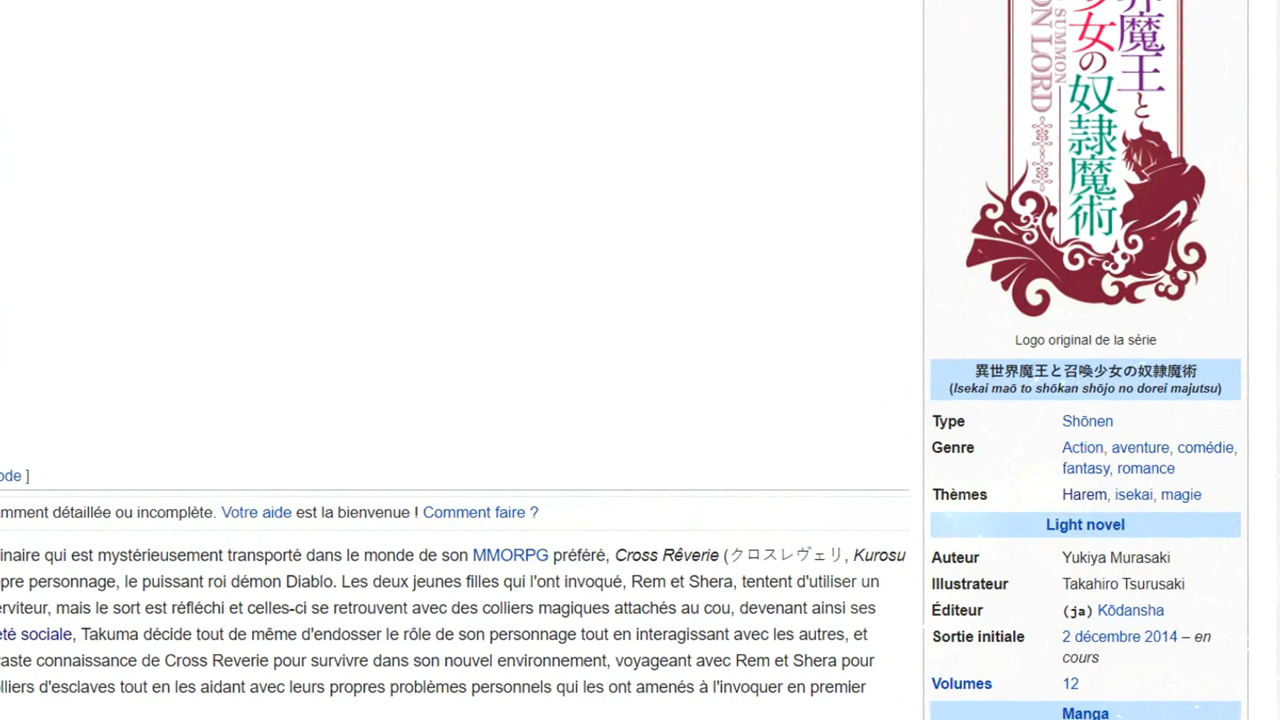 ode ]
mment détaillée ou incomplète. Votre aide est la bienvenue ! Comment faire ?
inaire qui est mystérieusement transporté dans le monde de son MMORPG préféré, Cross Rêverie (クロスレヴェリ, Kurosu
pre personnage, le puissant roi démon Diablo. Les deux jeunes filles qui l'ont invoqué, Rem et Shera, tentent d'utiliser un
erviteur, mais le sort est réfléchi et celles-ci se retrouvent avec des colliers magiques attachés au cou, devenant ainsi ses
eté sociale, Takuma décide tout de même d'endosser le rôle de son personnage tout en interagissant avec les autres, et
aste connaissance de Cross Reverie pour survivre dans son nouvel environnement, voyageant avec Rem et Shera pour
lliers d'esclaves tout en les aidant avec leurs propres problèmes personnels qui les ont amenés à l'invoquer en premier
界魔王と
少女の
奴隷魔術
SUMMON
ON LORD
Logo original de la série
異世界魔王と召喚少女の奴隷魔術
(Isekai maō to shōkan shōjo no dorei majutsu)
Type Shōnen
Genre Action, aventure, comédie,
fantasy, romance
Thèmes Harem, isekai, magie
Light novel
Auteur Yukiya Murasaki
Illustrateur Takahiro Tsurusaki
Éditeur (ja) Kōdansha
Sortie initiale 2 décembre 2014 – en
cours
Volumes 12
Manga